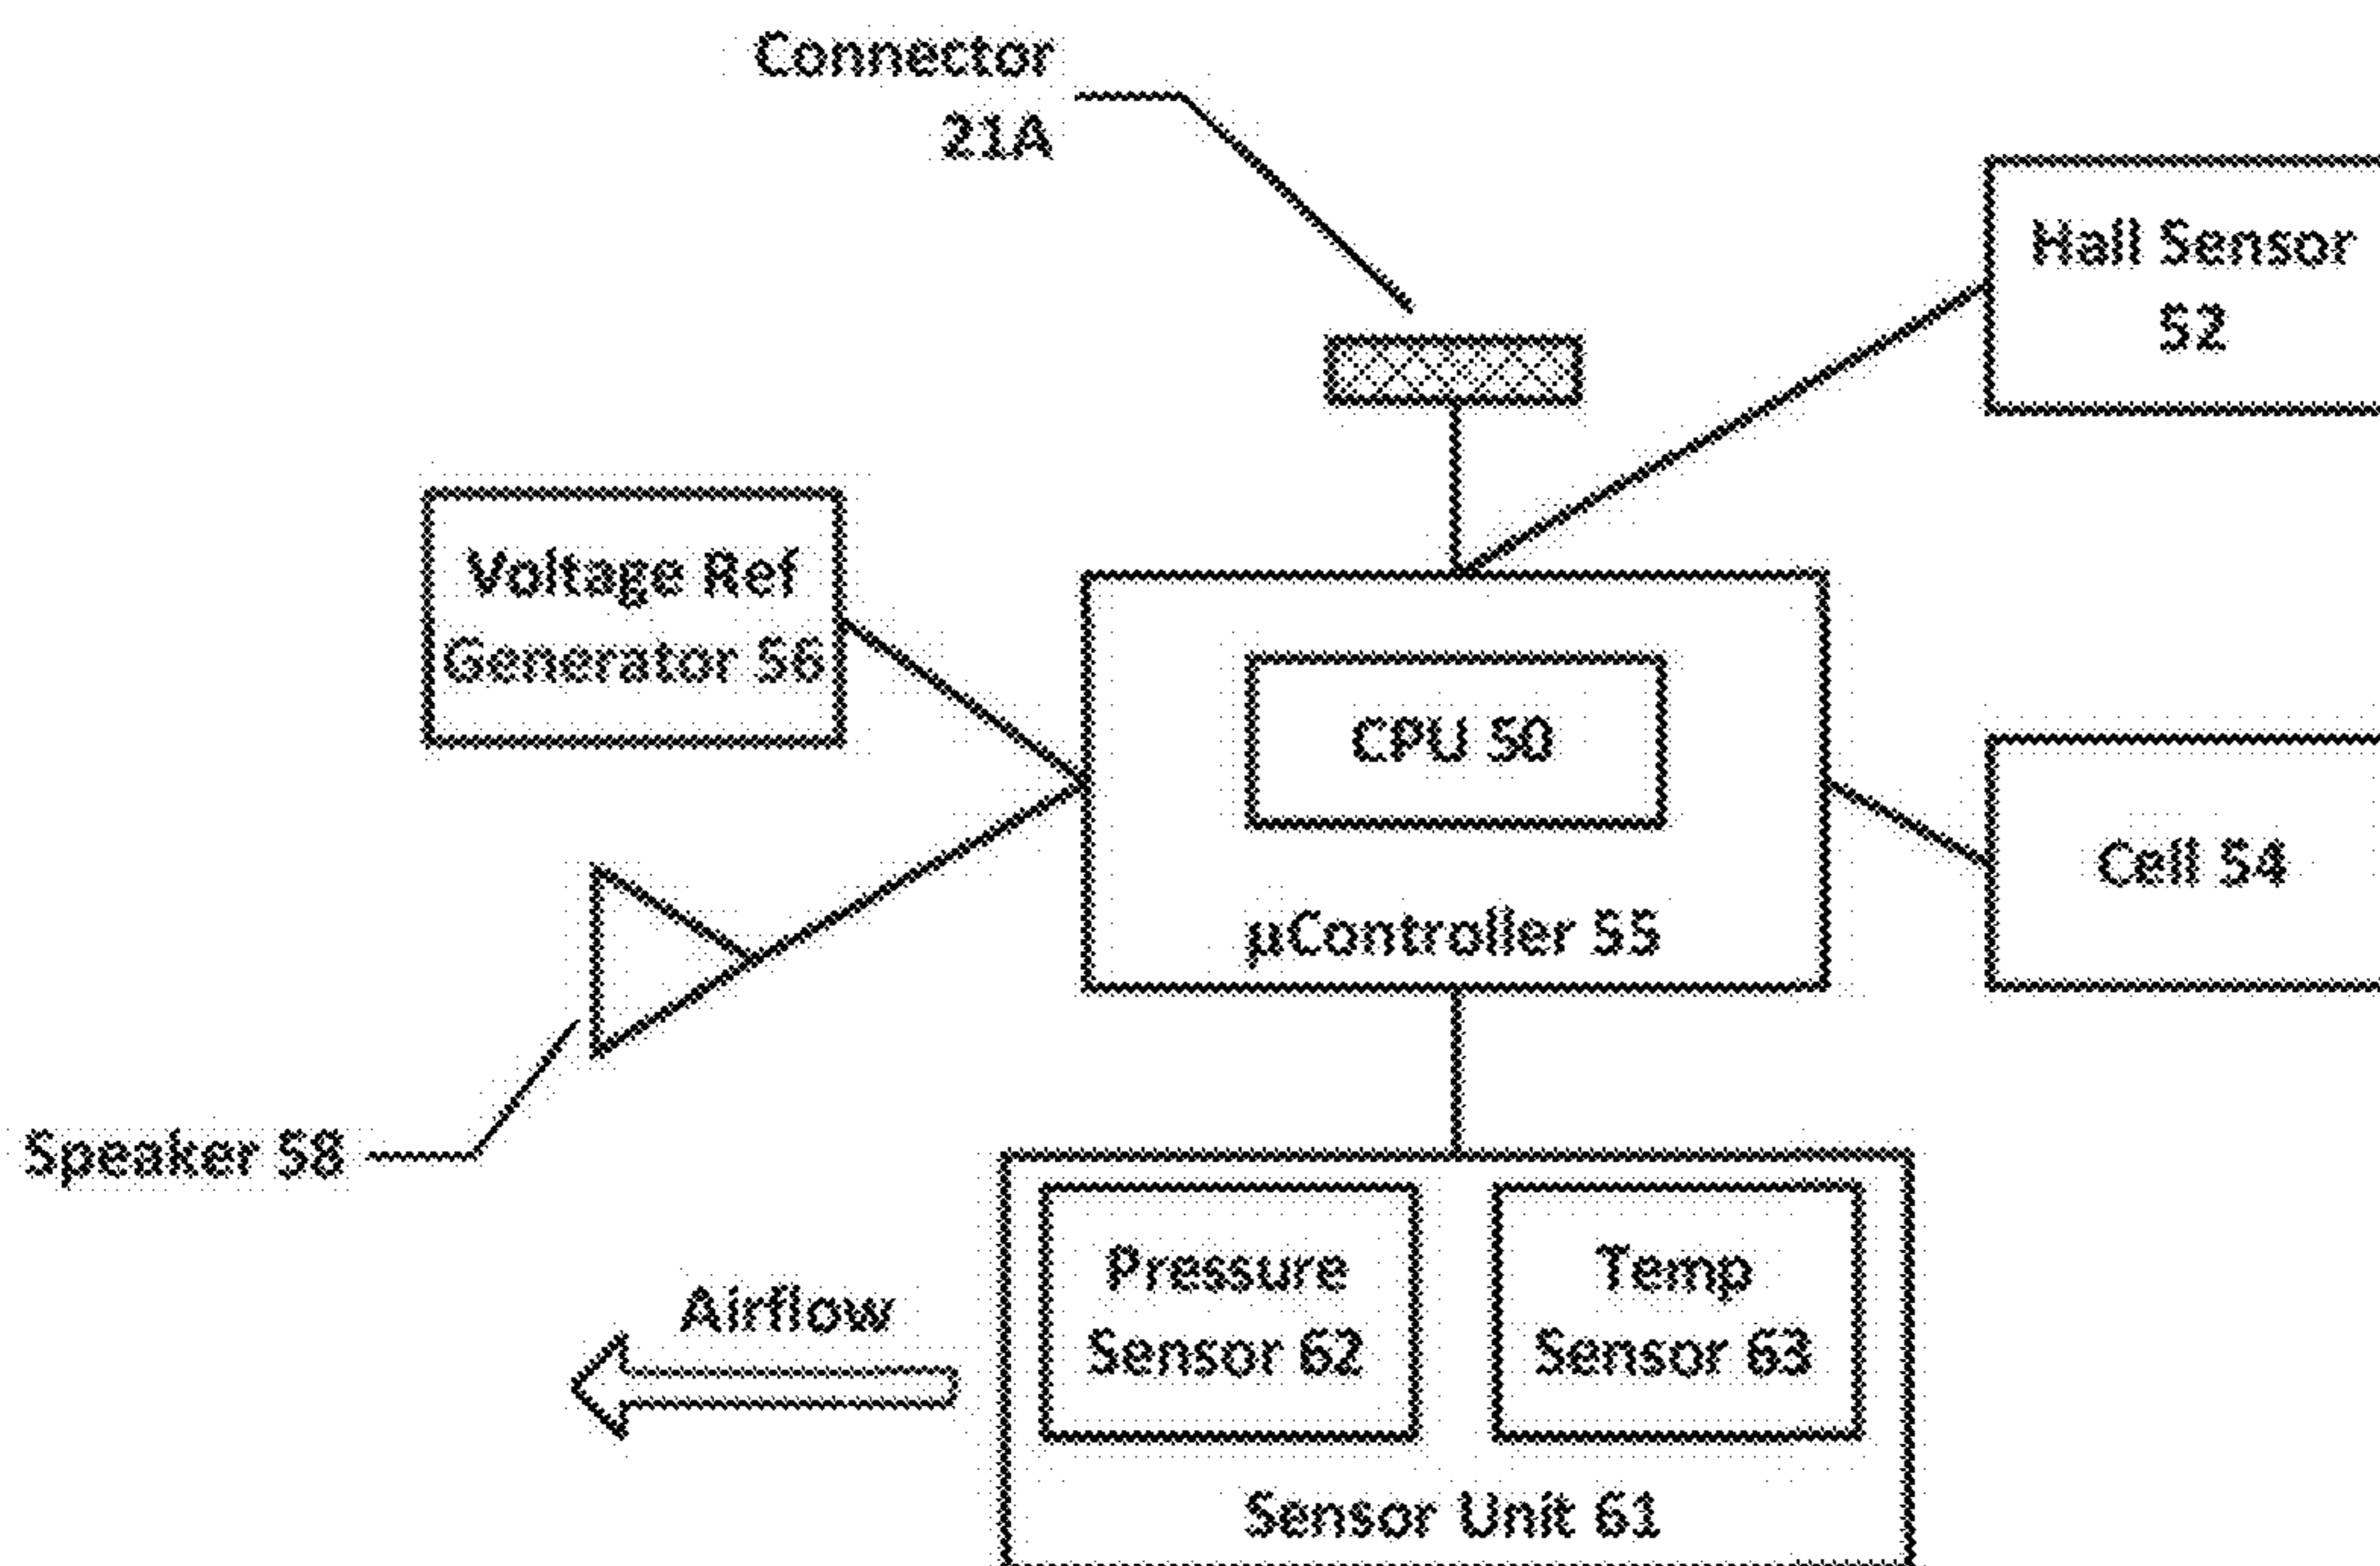 Connector
21A
Hall Sensor
52
Voltage Ref
Generator 56
CPU 50
µController 55
Cell 54
Speaker 58
Airflow
Pressure
Sensor 62
Temp
Sensor 63
Sensor Unit 61